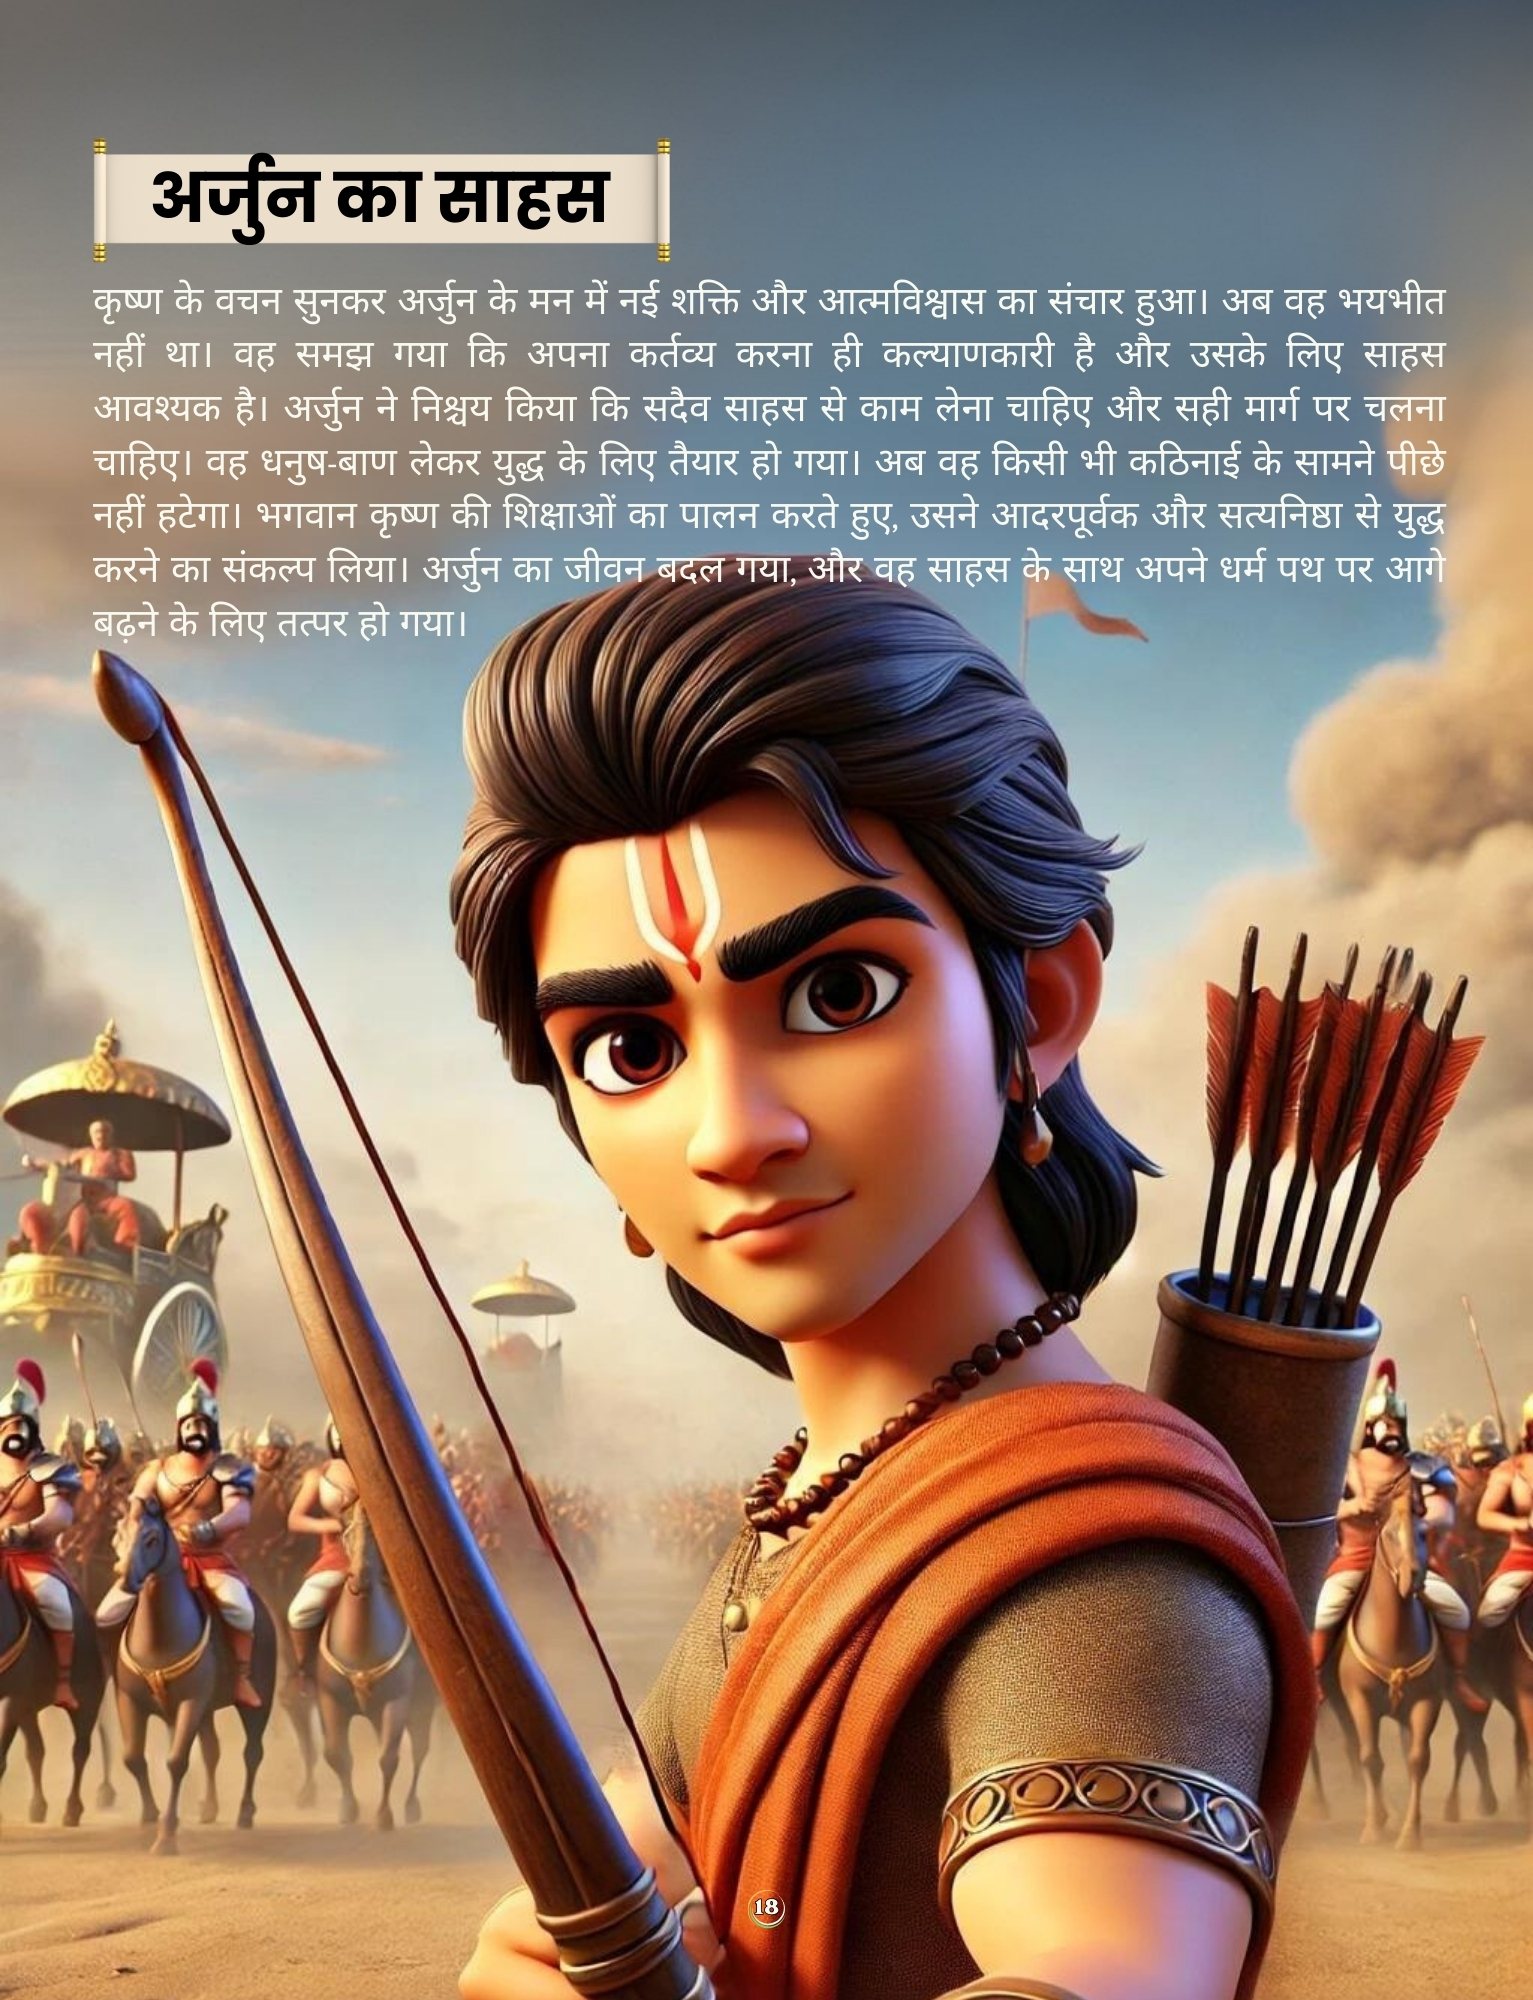 अर्जुन का साहस
कृष्ण के वचन सुनकर अर्जुन के मन में नई शक्ति और आत्मविश्वास का संचार हुआ। अब वह भयभीत
नहीं था। वह समझ गया कि अपना कर्तव्य करना ही कल्याणकारी है और उसके लिए साहस
आवश्यक है। अर्जुन ने निश्चय किया कि सदैव साहस से काम लेना चाहिए और सही मार्ग पर चलना
चाहिए। वह धनुष-बाण लेकर युद्ध के लिए तैयार हो गया। अब वह किसी भी कठिनाई के सामने पीछे
नहीं हटेगा। भगवान कृष्ण की शिक्षाओं का पालन करते हुए, उसने आदरपूर्वक और सत्यनिष्ठा से युद्ध
करने का संकल्प लिया। अर्जुन का जीवन बदल गया, और वह साहस के साथ अपने धर्म पथ पर आगे
बढ़ने के लिए तत्पर हो गया।
18